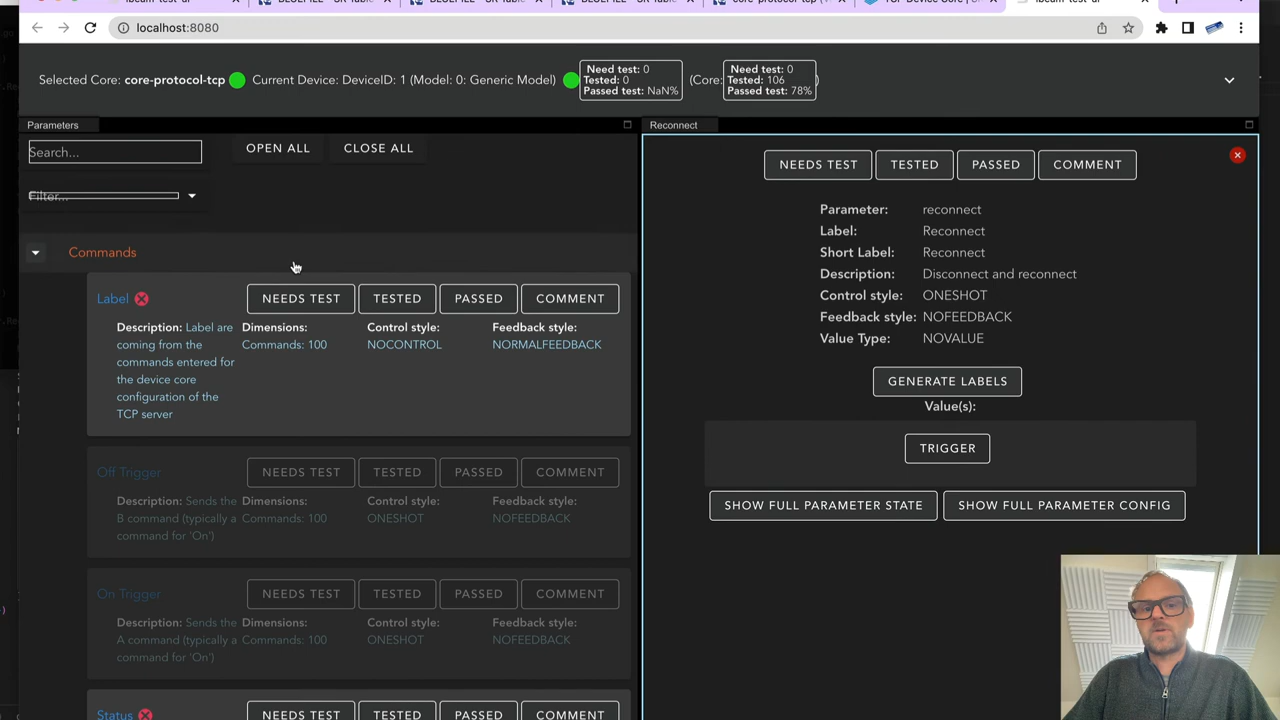 localhost:8080
Selected Core: core-protocol-tcp Current Device: DeviceID: 1 (Model: 0: Generic Model)
Need test: 0
Tested: 0
Passed test: NaN%
(Core:
Need test: 0
Tested: 106
Passed test: 78%
)
Parameters
Search...
OPEN ALL
CLOSE ALL
Filter...
Commands
Label
NEEDS TEST
TESTED
PASSED
COMMENT
Description: Label are
coming from the
commands entered for
the device core
configuration of the
TCP server
Dimensions:
Commands: 100
Control style:
NOCONTROL
Feedback style:
NORMALFEEDBACK
Off Trigger
NEEDS TEST
TESTED
PASSED
COMMENT
Description: Sends the
B command (typically a
command for 'On')
Dimensions:
Commands: 100
Control style:
ONESHOT
Feedback style:
NOFEEDBACK
On Trigger
NEEDS TEST
TESTED
PASSED
COMMENT
Description: Sends the
A command (typically a
command for 'On')
Dimensions:
Commands: 100
Control style:
ONESHOT
Feedback style:
NOFEEDBACK
Status
NEEDS TEST
TESTED
PASSED
COMMENT
Reconnect
NEEDS TEST
TESTED
PASSED
COMMENT
Parameter: reconnect
Label: Reconnect
Short Label: Reconnect
Description: Disconnect and reconnect
Control style: ONESHOT
Feedback style: NOFEEDBACK
Value Type: NOVALUE
GENERATE LABELS
Value(s):
TRIGGER
SHOW FULL PARAMETER STATE
SHOW FULL PARAMETER CONFIG